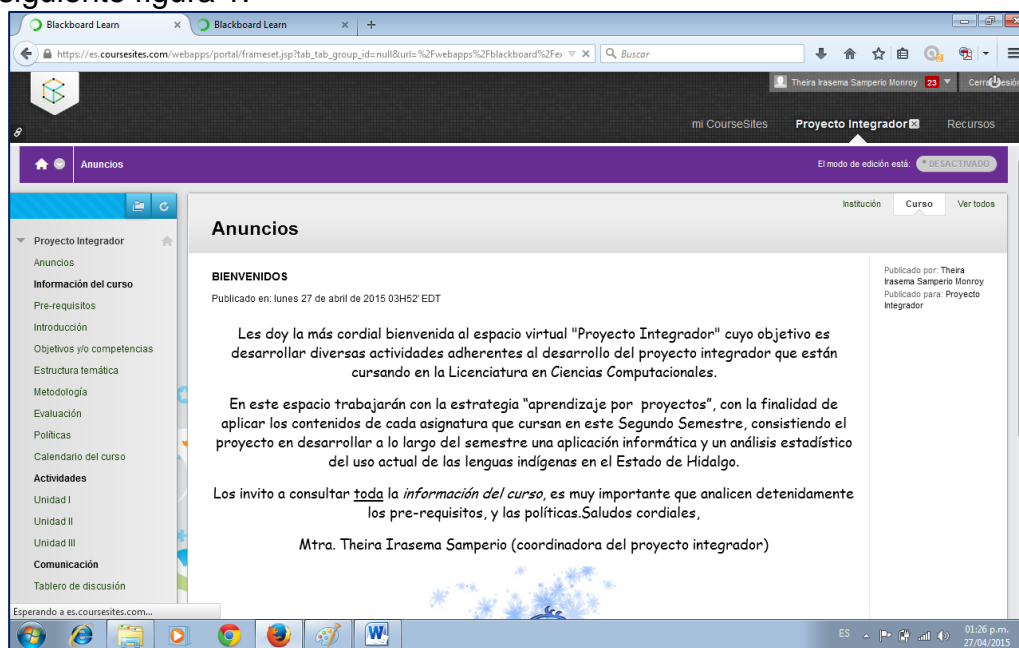 siguiente figura 1.
Blackboard Learn × Blackboard Learn × +
https://es.coursesites.com/webapps/portal/frameset.jsp?tab_tab_group_id=null&url=%2Fwebapps%2Fblackboard%2Fe Buscar
Theira Irasema Samperio Monroy 23 Cerrar sesión
mi CourseSites Proyecto Integrador Recursos
Anuncios El modo de edición está: DESACTIVADO
Institución Curso Ver todos
Anuncios
Proyecto Integrador
Anuncios
Información del curso
Pre-requisitos
Introducción
Objetivos y/o competencias
Estructura temática
Metodología
Evaluación
Políticas
Calendario del curso
Actividades
Unidad I
Unidad II
Unidad III
Comunicación
Tablero de discusión
Esperando a es.coursesites.com...
BIENVENIDOS
Publicado en: lunes 27 de abril de 2015 03H52' EDT
Les doy la más cordial bienvenida al espacio virtual "Proyecto Integrador" cuyo objetivo es
desarrollar diversas actividades adherentes al desarrollo del proyecto integrador que están
cursando en la Licenciatura en Ciencias Computacionales.
En este espacio trabajarán con la estrategia “aprendizaje por proyectos”, con la finalidad de
aplicar los contenidos de cada asignatura que cursan en este Segundo Semestre, consistiendo el
proyecto en desarrollar a lo largo del semestre una aplicación informática y un análisis estadístico
del uso actual de las lenguas indígenas en el Estado de Hidalgo.
Los invito a consultar toda la información del curso, es muy importante que analicen detenidamente
los pre-requisitos, y las políticas.Saludos cordiales,
Mtra. Theira Irasema Samperio (coordinadora del proyecto integrador)
Publicado por: Theira
Irasema Samperio Monroy
Publicado para: Proyecto
Integrador
ES 01:26 p.m.
27/04/2015